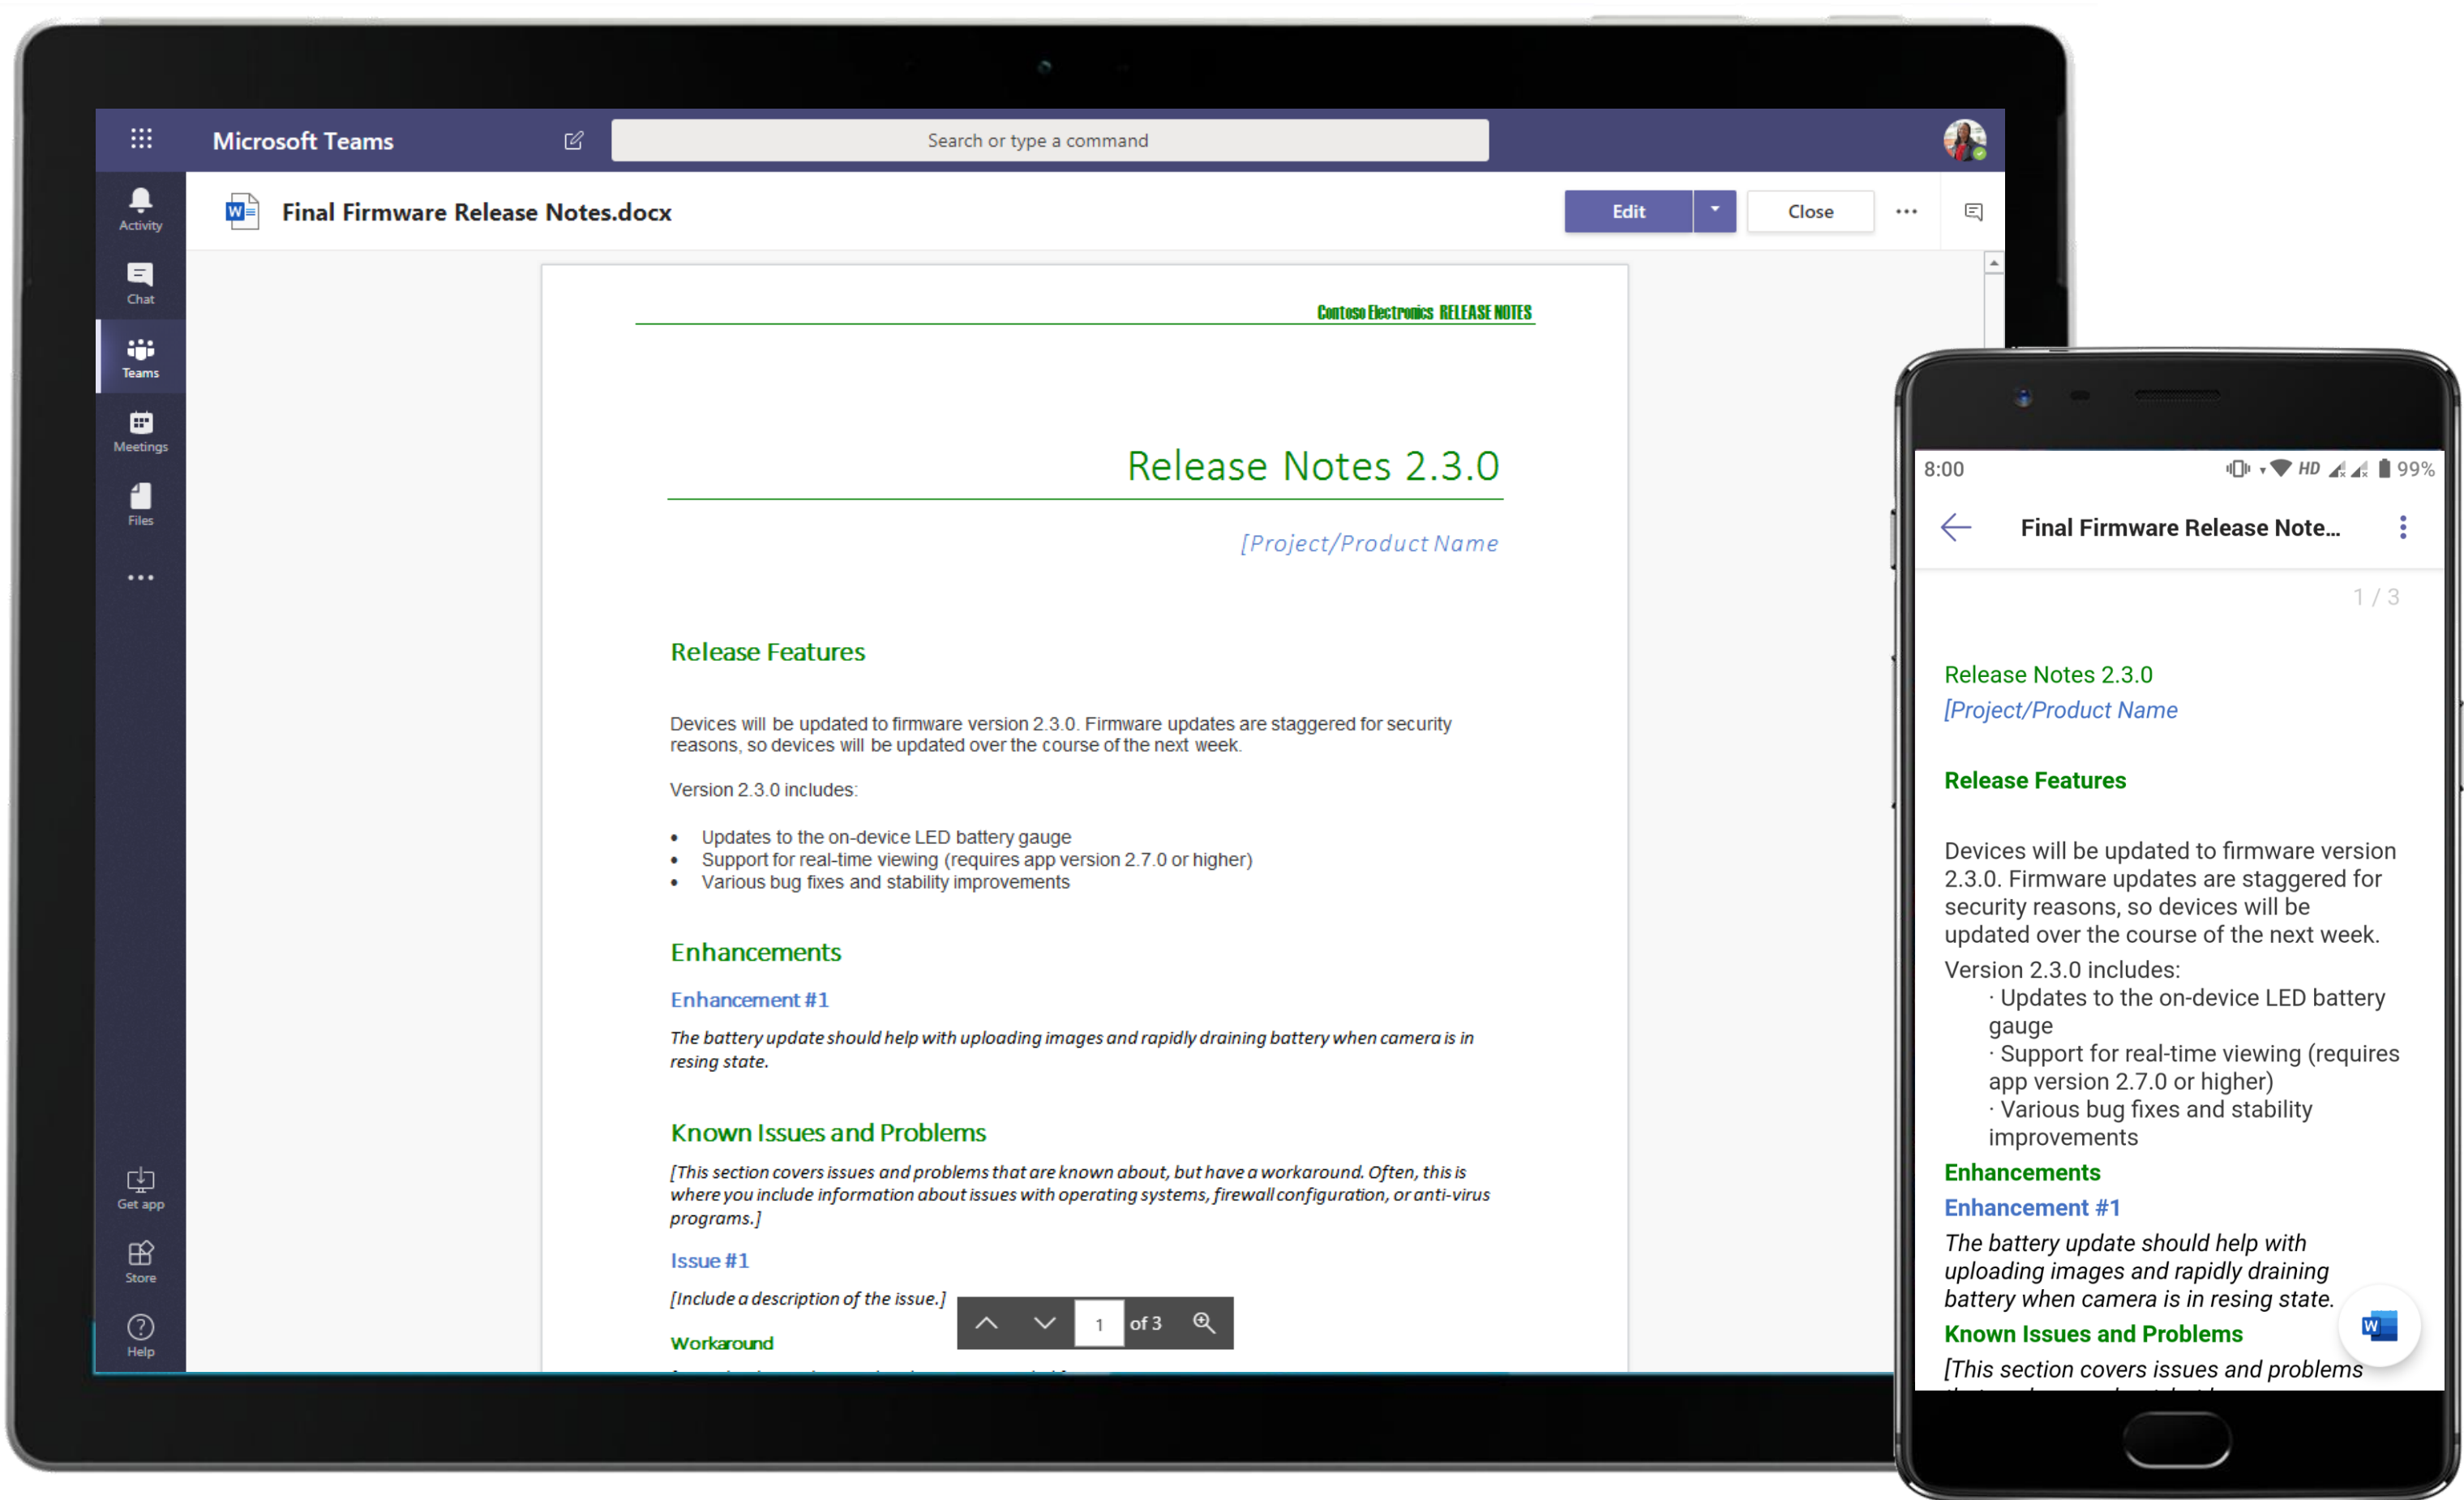 Microsoft Teams
Search or type a command
Activity
Chat
Teams
Meetings
Files
Get app
Store
Help
W
Final Firmware Release Notes.docx
Edit
Close
Contoso Electronics RELEASE NOTES
Release Notes 2.3.0
[Project/Product Name
Release Features
Devices will be updated to firmware version 2.3.0. Firmware updates are staggered for security
reasons, so devices will be updated over the course of the next week.
Version 2.3.0 includes:
• Updates to the on-device LED battery gauge
• Support for real-time viewing (requires app version 2.7.0 or higher)
• Various bug fixes and stability improvements
Enhancements
Enhancement #1
The battery update should help with uploading images and rapidly draining battery when camera is in
resing state.
Known Issues and Problems
[This section covers issues and problems that are known about, but have a workaround. Often, this is
where you include information about issues with operating systems, firewall configuration, or anti-virus
programs.]
Issue #1
[Include a description of the issue.]
Workaround
1 of 3
8:00 HD 99%
Final Firmware Release Note...
1 / 3
Release Notes 2.3.0
[Project/Product Name
Release Features
Devices will be updated to firmware version
2.3.0. Firmware updates are staggered for
security reasons, so devices will be
updated over the course of the next week.
Version 2.3.0 includes:
· Updates to the on-device LED battery
gauge
· Support for real-time viewing (requires
app version 2.7.0 or higher)
· Various bug fixes and stability
improvements
Enhancements
Enhancement #1
The battery update should help with
uploading images and rapidly draining
battery when camera is in resing state.
Known Issues and Problems
[This section covers issues and problems
W